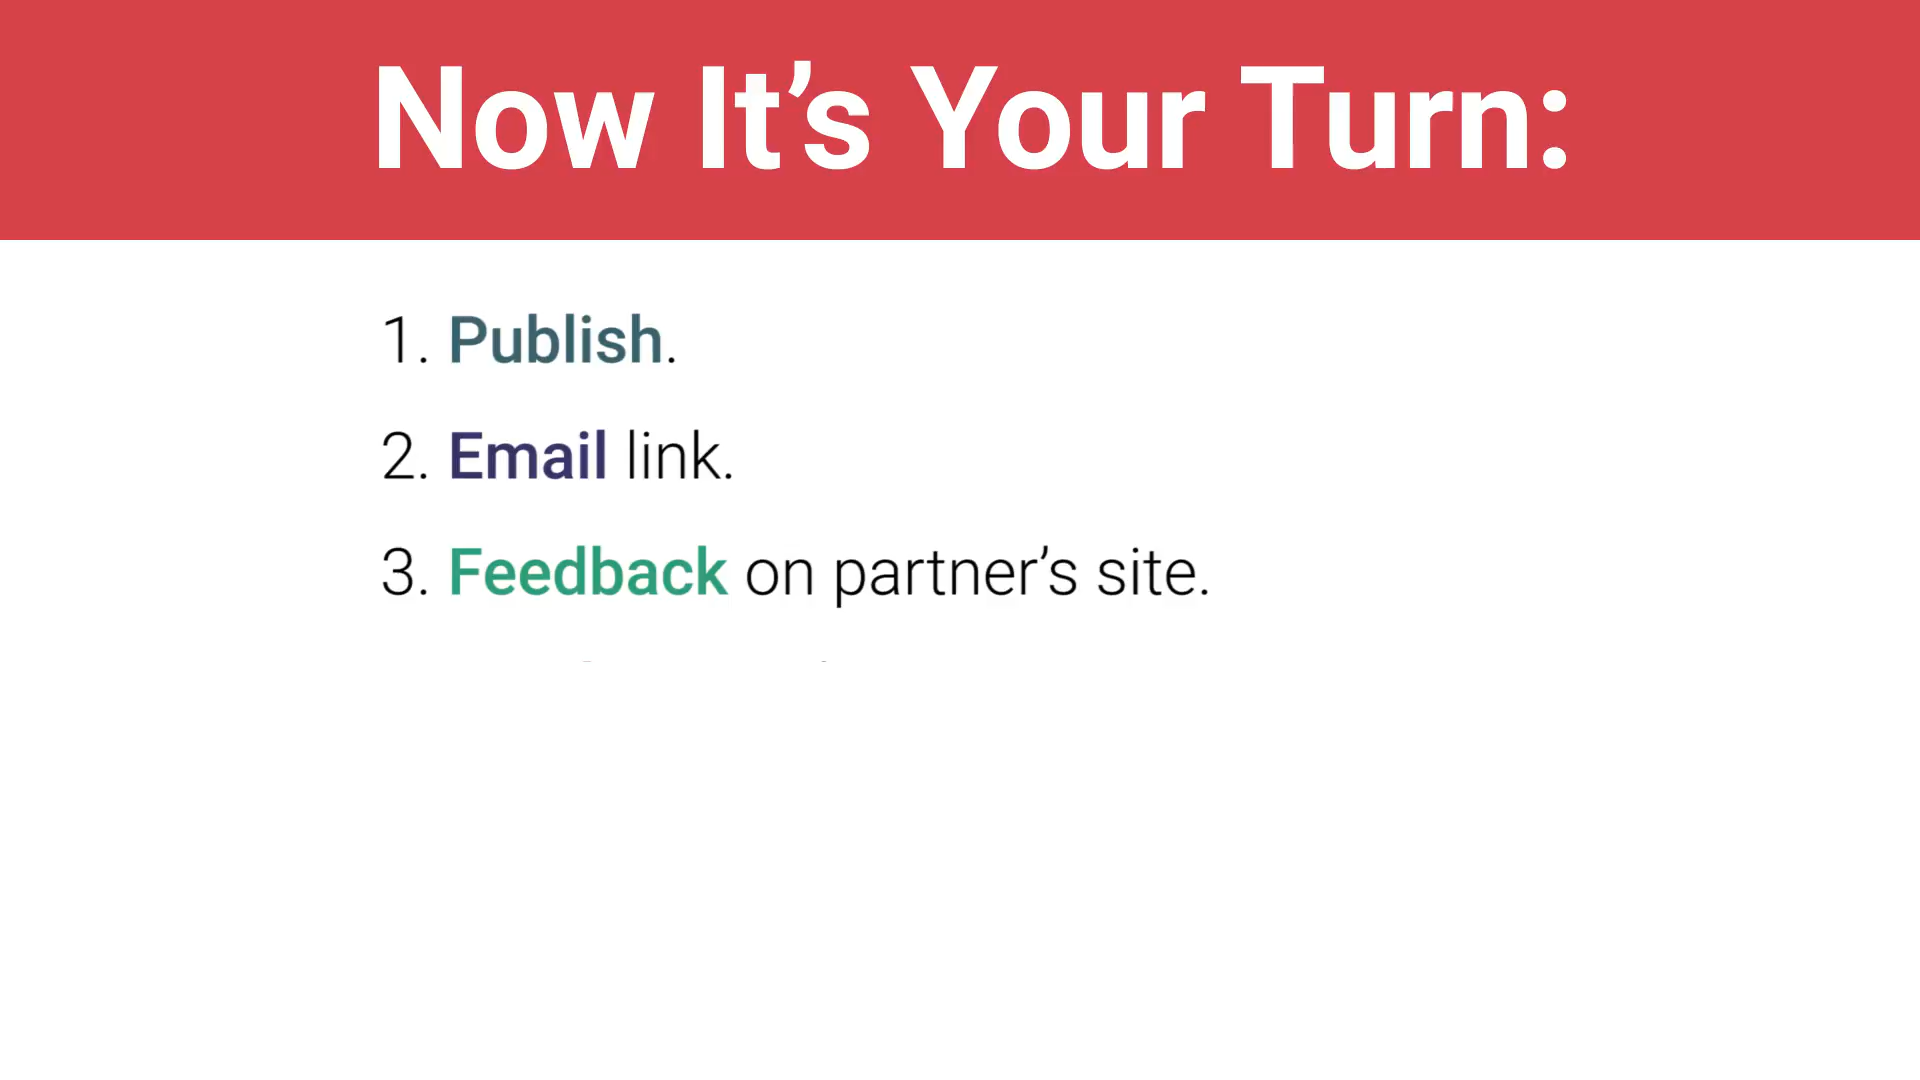 Now It’s Your Turn:
1. Publish.
2. Email link.
3. Feedback on partner’s site.